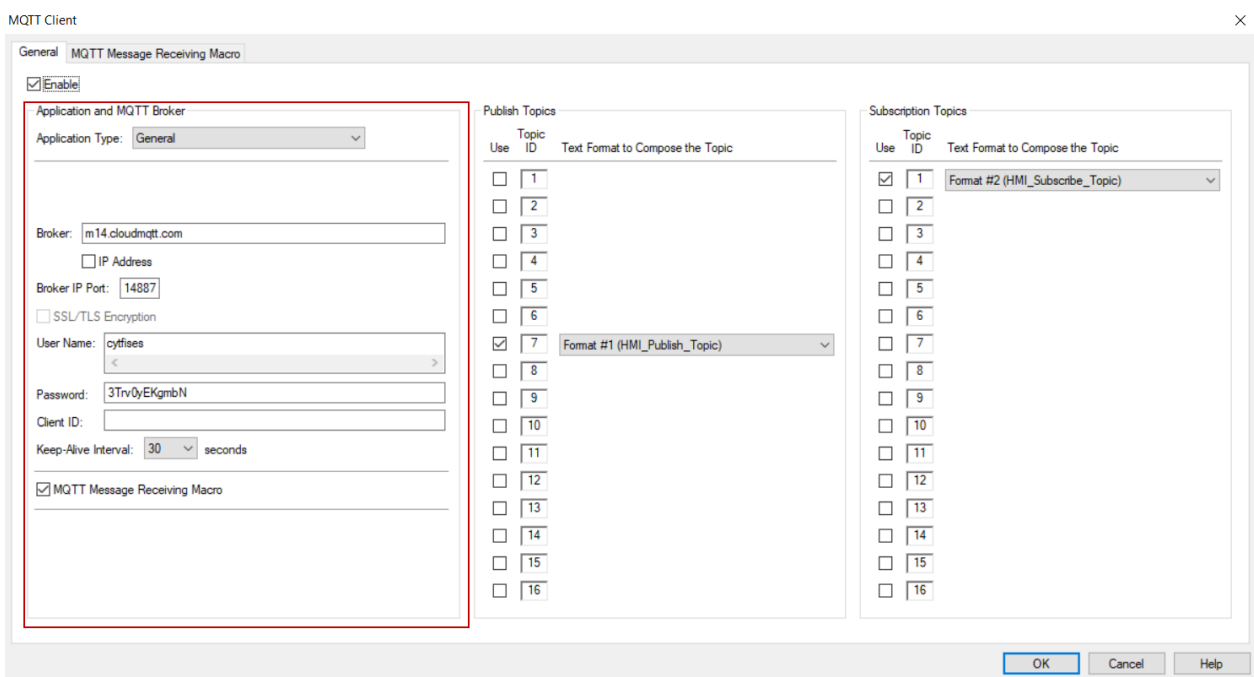 MQTT Client
General
MQTT Message Receiving Macro
Enable
Application and MQTT Broker
Application Type: General
Broker: m14.cloudmqtt.com
IP Address
Broker IP Port: 14887
SSL/TLS Encryption
User Name: cytfises
Password: 3Trv0yEKgmbN
Client ID:
Keep-Alive Interval: 30 seconds
MQTT Message Receiving Macro
Publish Topics
Use Topic ID Text Format to Compose the Topic
1
2
3
4
5
6
7 Format #1 (HMI_Publish_Topic)
8
9
10
11
12
13
14
15
16
Subscription Topics
Use Topic ID Text Format to Compose the Topic
1 Format #2 (HMI_Subscribe_Topic)
2
3
4
5
6
7
8
9
10
11
12
13
14
15
16
OK Cancel Help